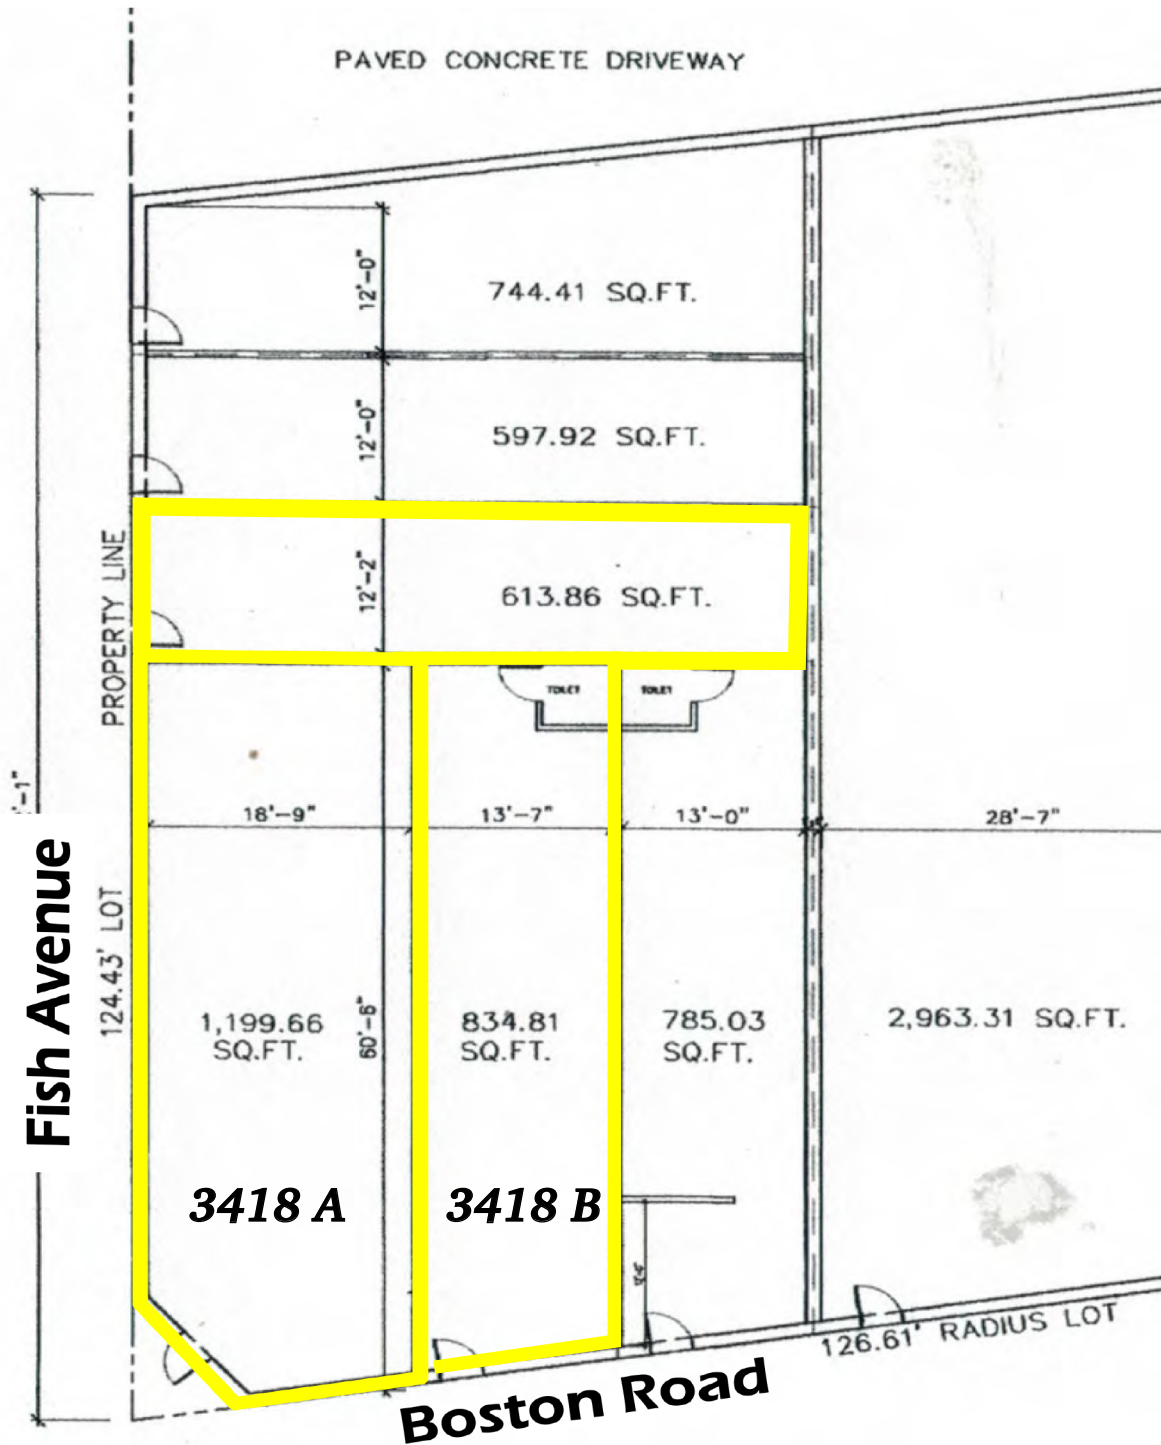 PAVED CONCRETE DRIVEWAY
12'-0"
744.41 SQ.FT.
12'-0"
597.92 SQ.FT.
PROPERTY LINE
12'-2"
613.86 SQ.FT.
TOILET
TOILET
18'-9"
13'-7"
13'-0"
28'-7"
Fish Avenue
124.43' LOT
1,199.66
SQ.FT.
60'-6"
834.81
SQ.FT.
785.03
SQ.FT.
2,963.31 SQ.FT.
3418 A
3418 B
126.61' RADIUS LOT
Boston Road